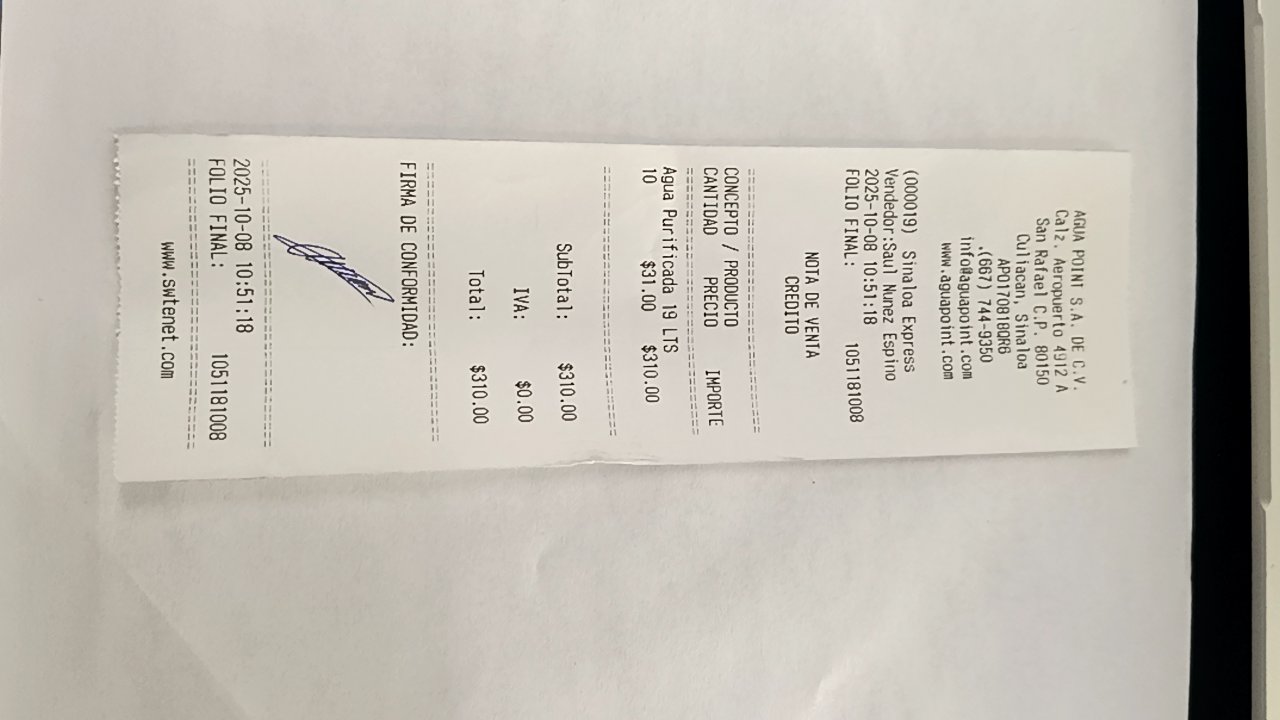 AGUA POINT S.A. DE C.V.
Calz. Aeropuerto 4912 A
San Rafael C.P. 80150
Culiacan, Sinaloa
APO170818DR6
.(667) 744-9350
info@aguapoint.com
www.aguapoint.com
(000019) Sinaloa Express
Vendedor:Saul Nunez Espino
2025-10-08 10:51:18
FOLIO FINAL: 1051181008
NOTA DE VENTA
CREDITO
=============================
CONCEPTO / PRODUCTO
CANTIDAD PRECIO IMPORTE
=============================
Agua Purificada 19 LTS
10 $31.00 $310.00
=============================
SubTotal: $310.00
IVA: $0.00
Total: $310.00
=============================
FIRMA DE CONFORMIDAD:
=============================
2025-10-08 10:51:18
FOLIO FINAL: 1051181008
=============================
www.swtenet.com